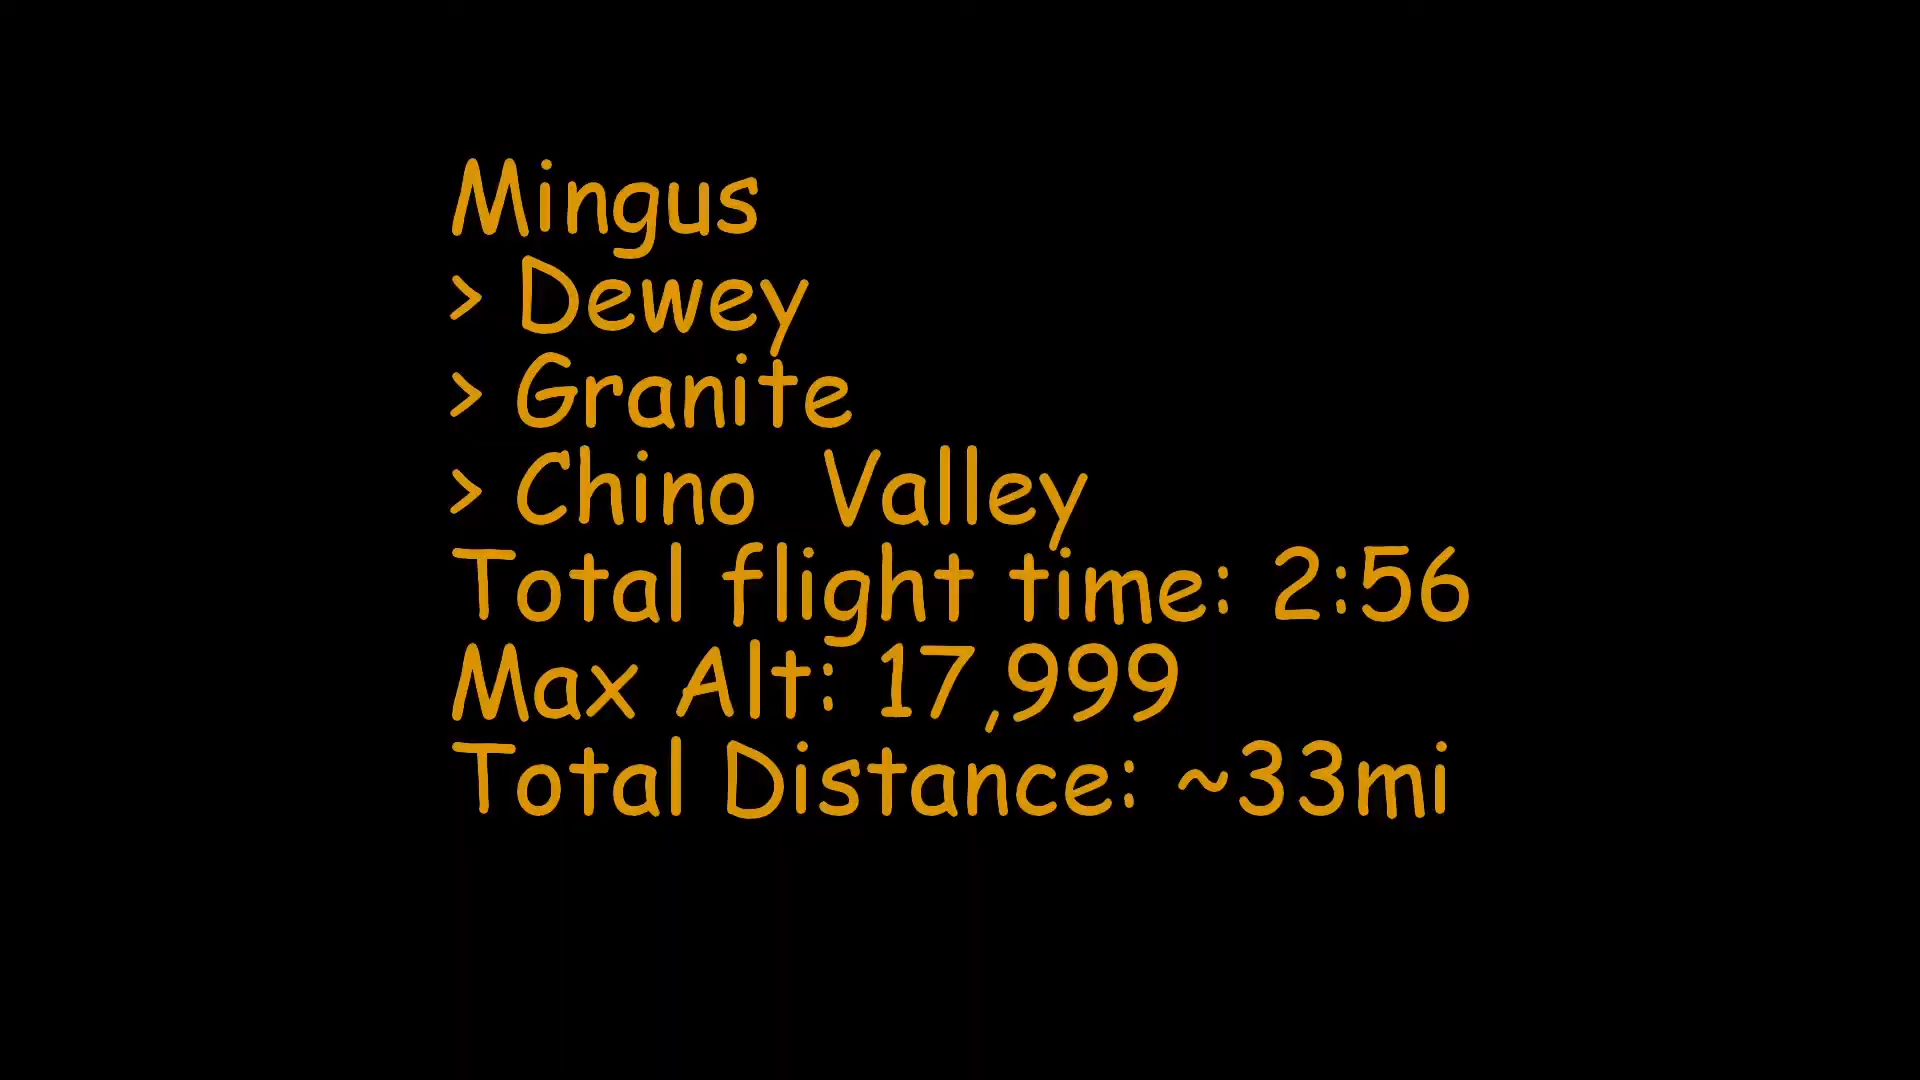 Mingus
> Dewey
> Granite
> Chino  Valley
Total flight time: 2:56
Max Alt: 17,999
Total Distance: ~33mi